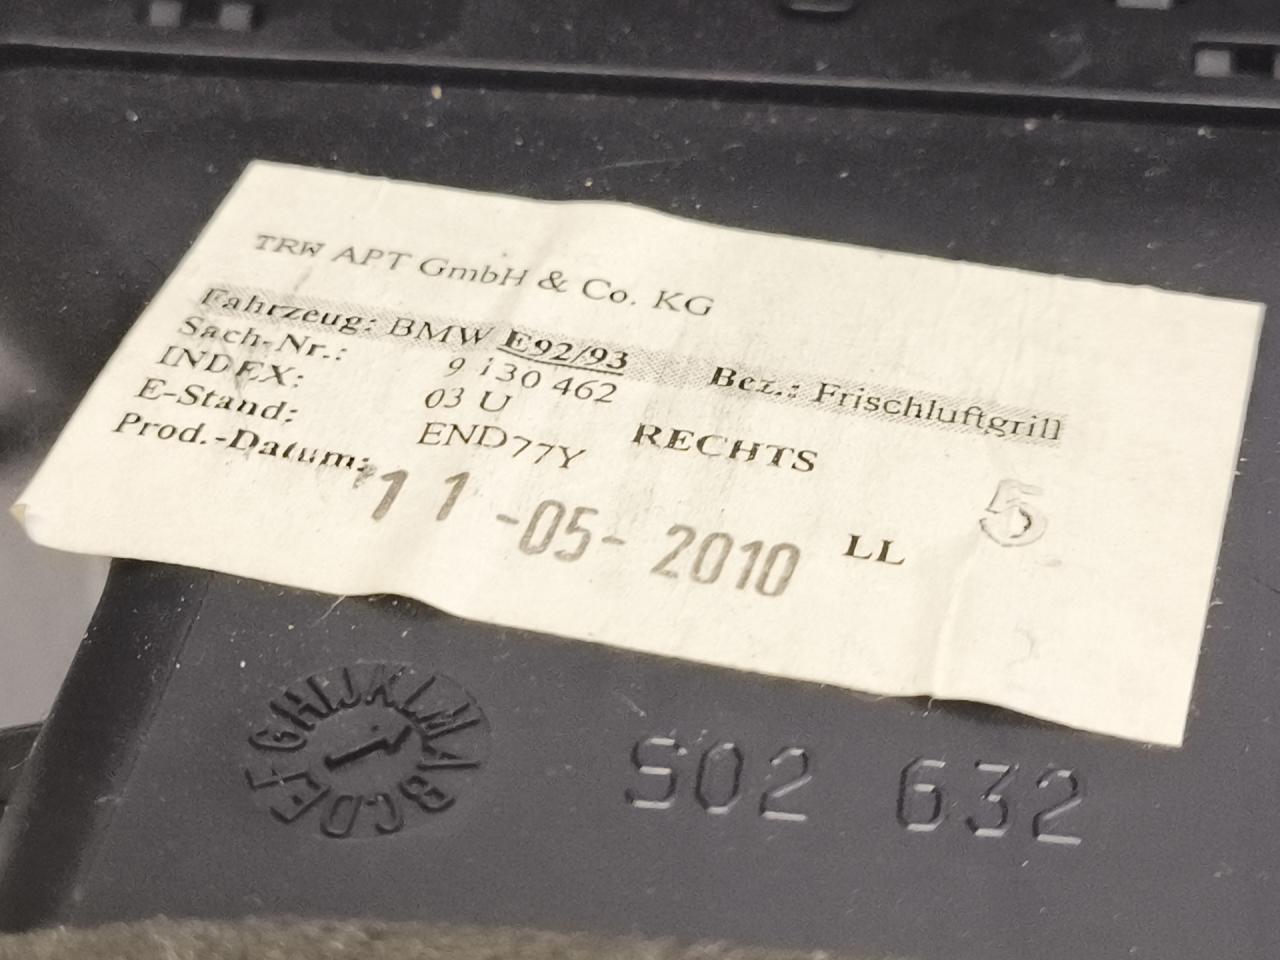 TRW APT GmbH & Co. KG
Fahrzeug: BMW E92/93 Bez.: Frischluftgrill
Sach-Nr.: 9 130 462
INDEX: 03 U RECHTS
E-Stand: END77Y
Prod.-Datum: 11-05-2010 LL 5
GHIJKLMABCDEF
S02 632